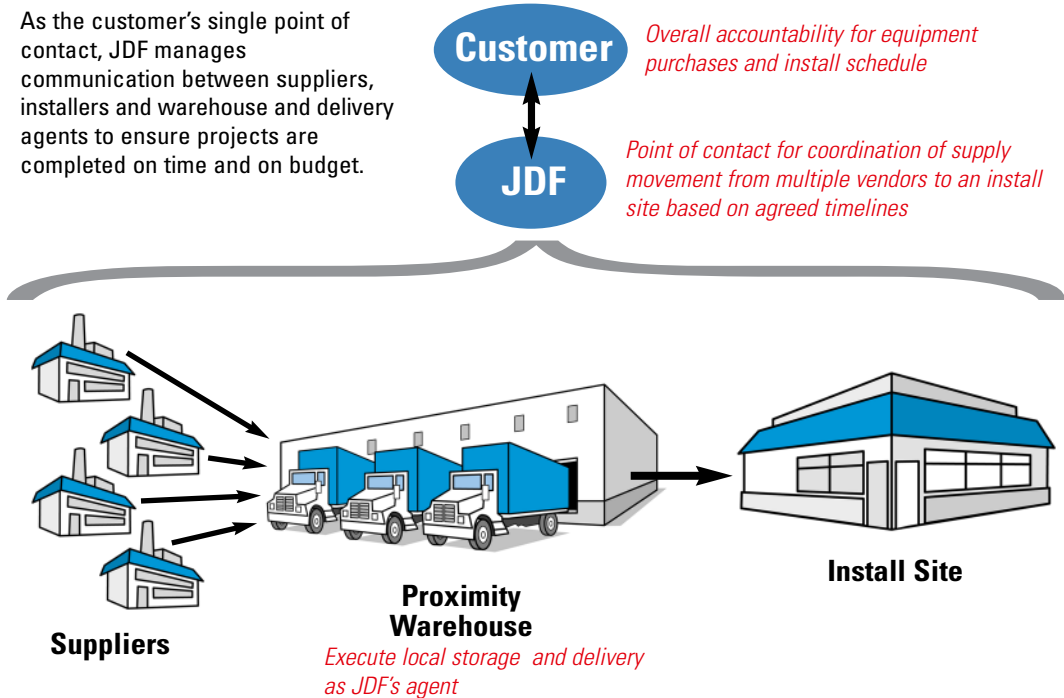 As the customer's single point of
contact, JDF manages
communication between suppliers,
installers and warehouse and delivery
agents to ensure projects are
completed on time and on budget.
Customer
Overall accountability for equipment
purchases and install schedule
JDF
Point of contact for coordination of supply
movement from multiple vendors to an install
site based on agreed timelines
Suppliers
Proximity
Warehouse
Execute local storage and delivery
as JDF's agent
Install Site